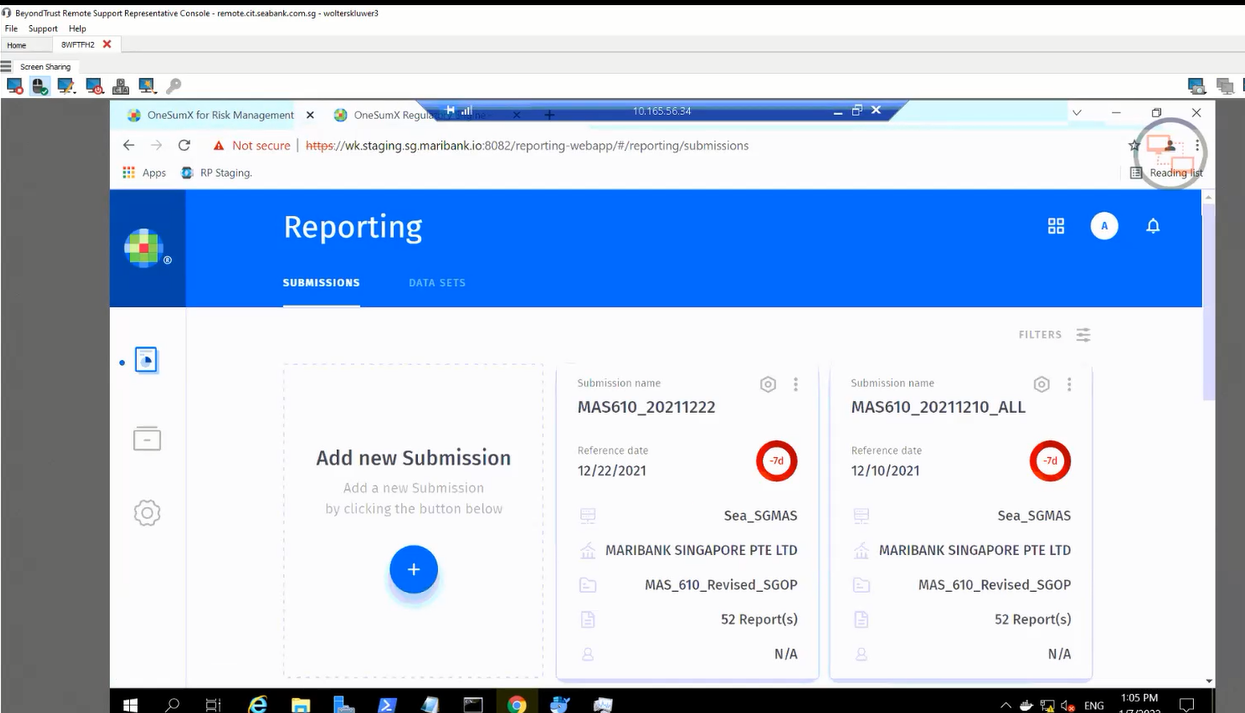 BeyondTrust Remote Support Representative Console - remote.cit.seabank.com.sg - wolterskluwer3
File Support Help
Home 8WFTFH2
Screen Sharing
OneSumX for Risk Management OneSumX Regul 10.165.56.34
Not secure https://wk.staging.sg.maribank.io:8082/reporting-webapp/#/reporting/submissions
Apps RP Staging. Reading list
®
Reporting
A
SUBMISSIONS DATA SETS
FILTERS
Add new Submission
Add a new Submission
by clicking the button below
+
Submission name
MAS610_20211222
Reference date
12/22/2021
-7d
Sea_SGMAS
MARIBANK SINGAPORE PTE LTD
MAS_610_Revised_SGOP
52 Report(s)
N/A
Submission name
MAS610_20211210_ALL
Reference date
12/10/2021
-7d
Sea_SGMAS
MARIBANK SINGAPORE PTE LTD
MAS_610_Revised_SGOP
52 Report(s)
N/A
ENG
1:05 PM